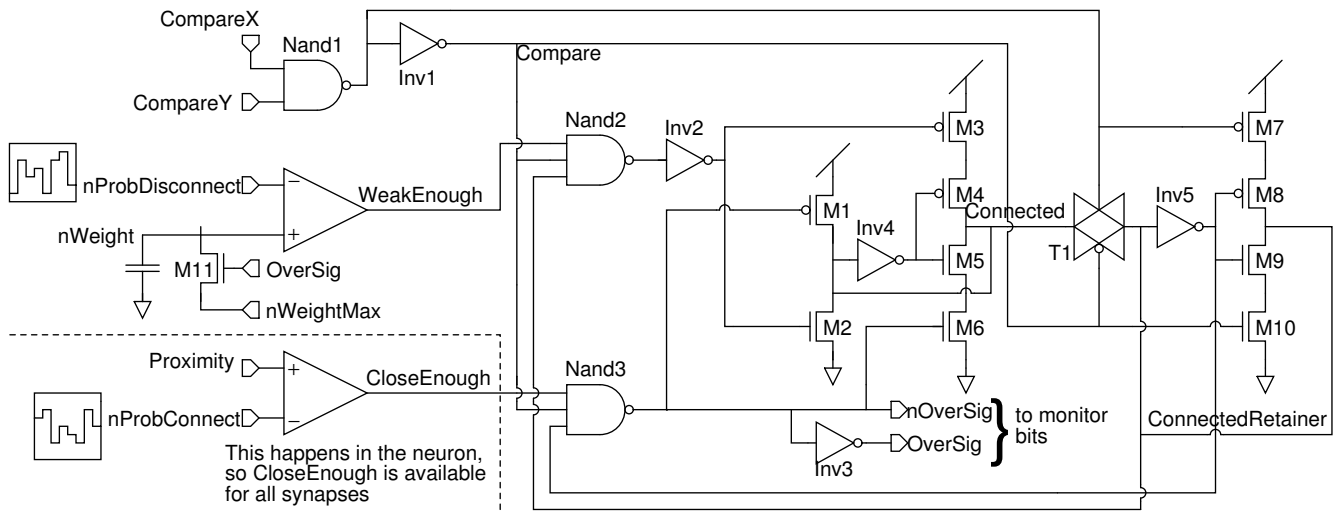 CompareX
Nand1
Inv1
Compare
CompareY
Nand2
Inv2
M3
M7
nProbDisconnect
WeakEnough
M1
M4
Connected
Inv5
M8
nWeight
Inv4
T1
M11
OverSig
M5
M9
nWeightMax
M2
M6
M10
Proximity
CloseEnough
Nand3
nProbConnect
nOverSig
to monitor
bits
ConnectedRetainer
OverSig
Inv3
This happens in the neuron,
so CloseEnough is available
for all synapses